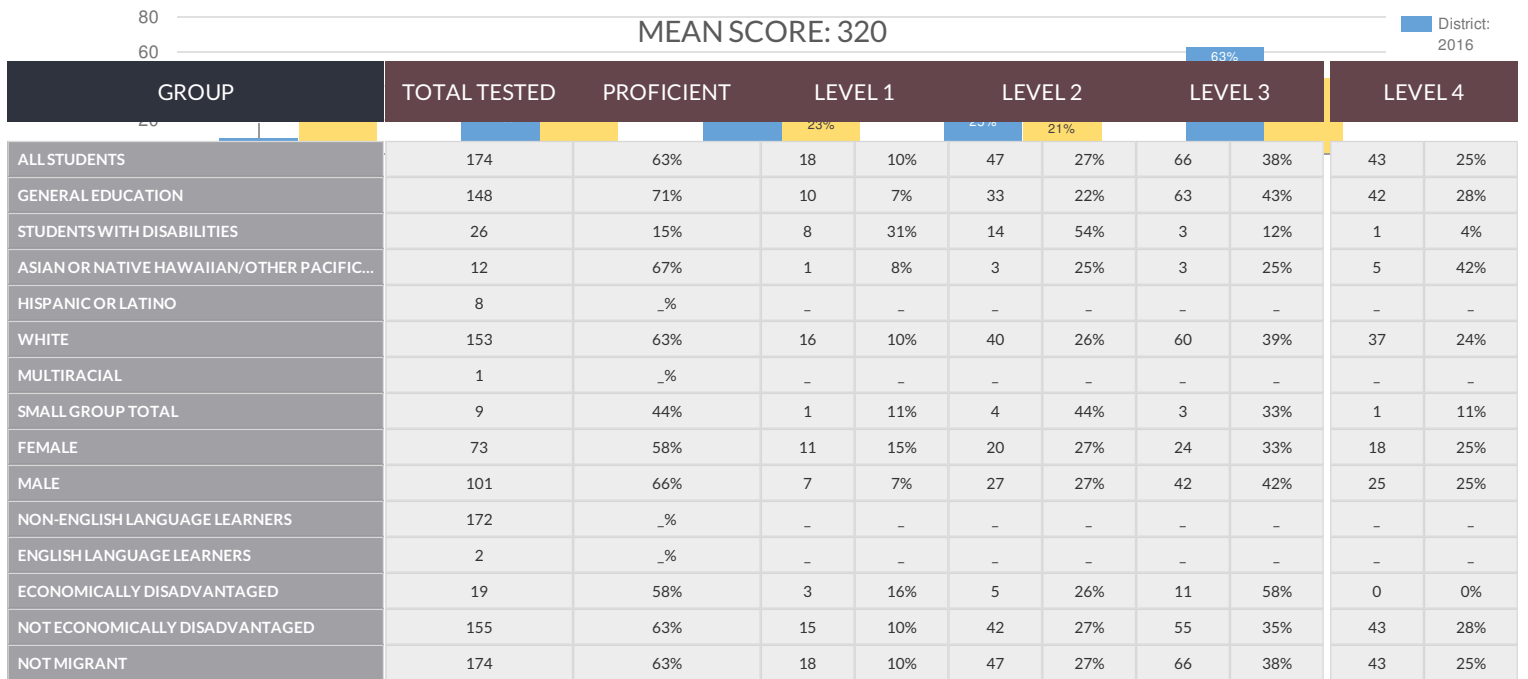 80
MEAN SCORE: 320
District:
2016
60
63%
GROUP TOTAL TESTED PROFICIENT LEVEL 1 LEVEL 2 LEVEL 3 LEVEL 4
20
23% 25% 21%
ALL STUDENTS 174 63% 18 10% 47 27% 66 38% 43 25%
GENERAL EDUCATION 148 71% 10 7% 33 22% 63 43% 42 28%
STUDENTS WITH DISABILITIES 26 15% 8 31% 14 54% 3 12% 1 4%
ASIAN OR NATIVE HAWAIIAN/OTHER PACIFIC... 12 67% 1 8% 3 25% 3 25% 5 42%
HISPANIC OR LATINO 8 _% _ _ _ _ _ _ _ _
WHITE 153 63% 16 10% 40 26% 60 39% 37 24%
MULTIRACIAL 1 _% _ _ _ _ _ _ _ _
SMALL GROUP TOTAL 9 44% 1 11% 4 44% 3 33% 1 11%
FEMALE 73 58% 11 15% 20 27% 24 33% 18 25%
MALE 101 66% 7 7% 27 27% 42 42% 25 25%
NON-ENGLISH LANGUAGE LEARNERS 172 _% _ _ _ _ _ _ _ _
ENGLISH LANGUAGE LEARNERS 2 _% _ _ _ _ _ _ _ _
ECONOMICALLY DISADVANTAGED 19 58% 3 16% 5 26% 11 58% 0 0%
NOT ECONOMICALLY DISADVANTAGED 155 63% 15 10% 42 27% 55 35% 43 28%
NOT MIGRANT 174 63% 18 10% 47 27% 66 38% 43 25%